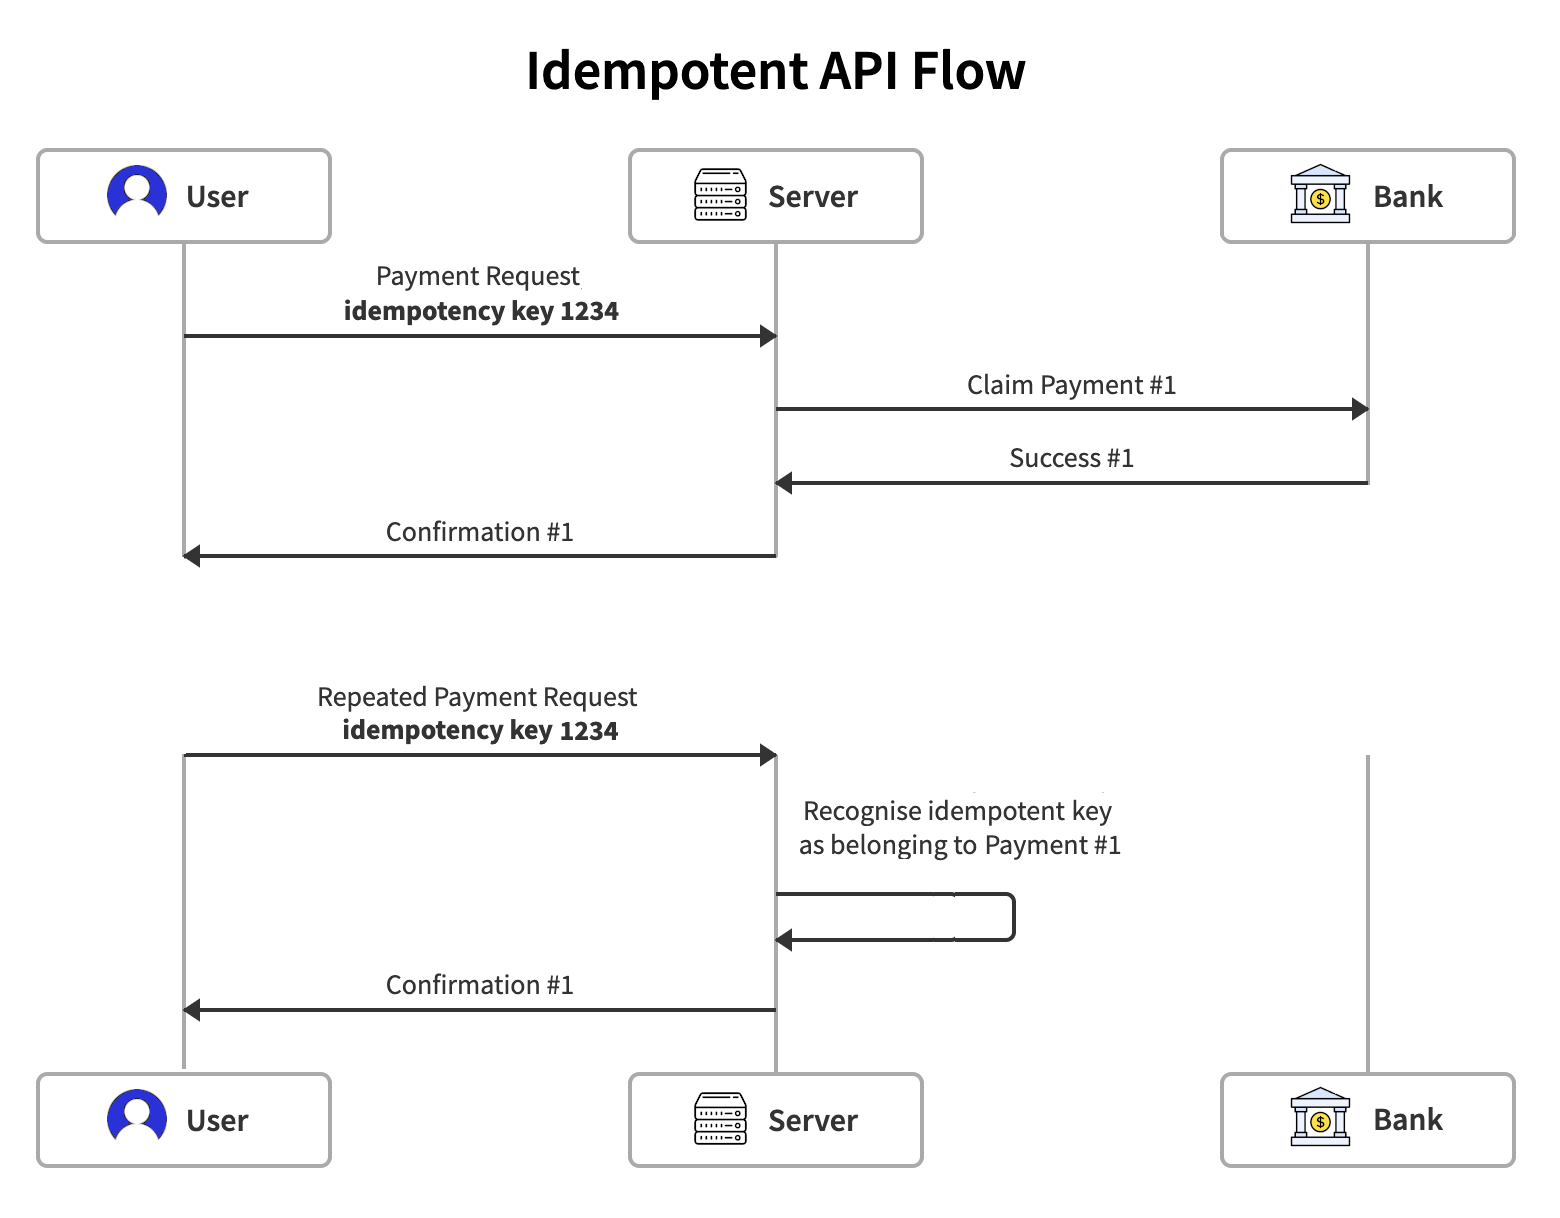 Idempotent API Flow
User
Server
Bank
Payment Request
idempotency key 1234
Claim Payment #1
Success #1
Confirmation #1
Repeated Payment Request
idempotency key 1234
Recognise idempotent key
as belonging to Payment #1
Confirmation #1
User
Server
Bank